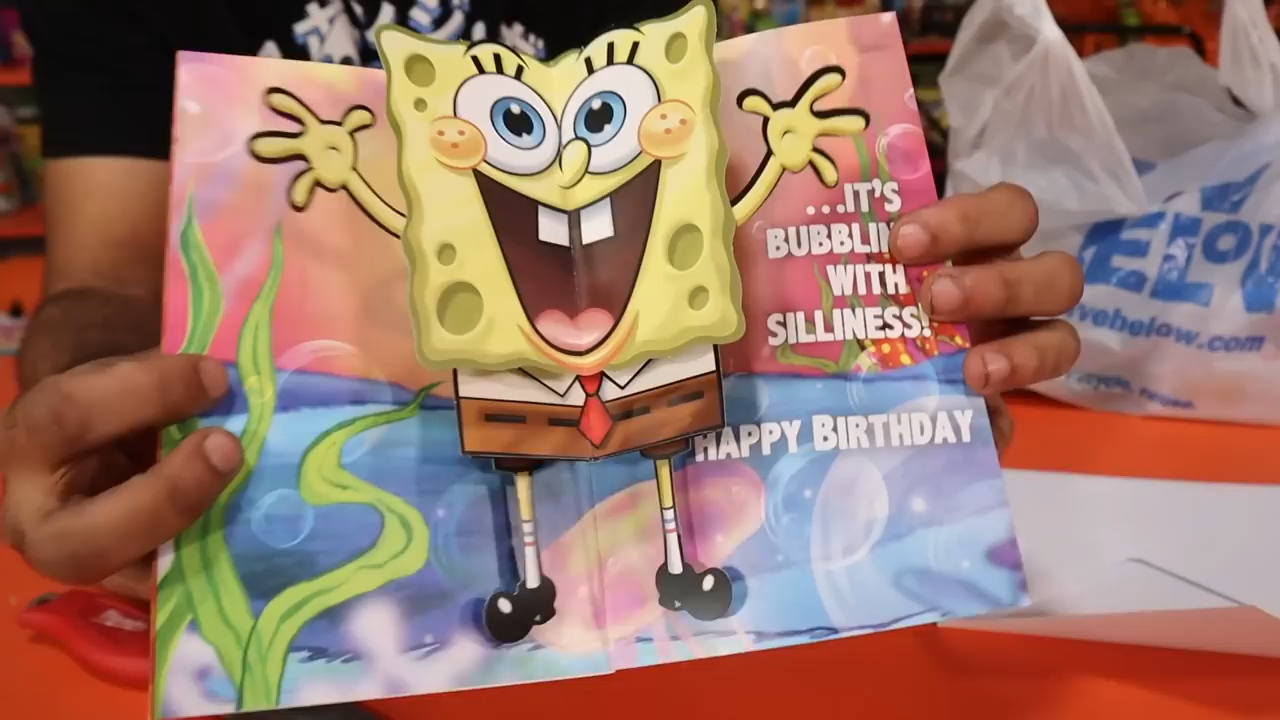 ...IT'S
BUBBLIN
WITH
SILLINESS!
HAPPY BIRTHDAY
ELOW
vebelow.com